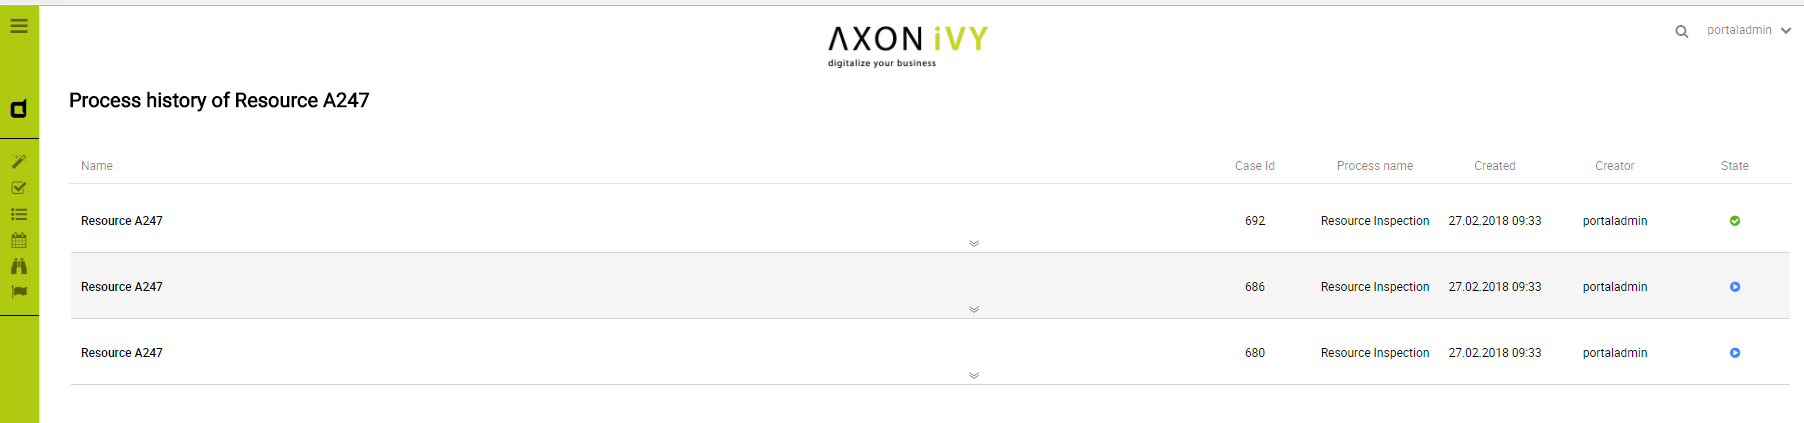 AXON iVY
digitalize your business
portaladmin
Process history of Resource A247
Name Case Id Process name Created Creator State
Resource A247 692 Resource Inspection 27.02.2018 09:33 portaladmin
Resource A247 686 Resource Inspection 27.02.2018 09:33 portaladmin
Resource A247 680 Resource Inspection 27.02.2018 09:33 portaladmin